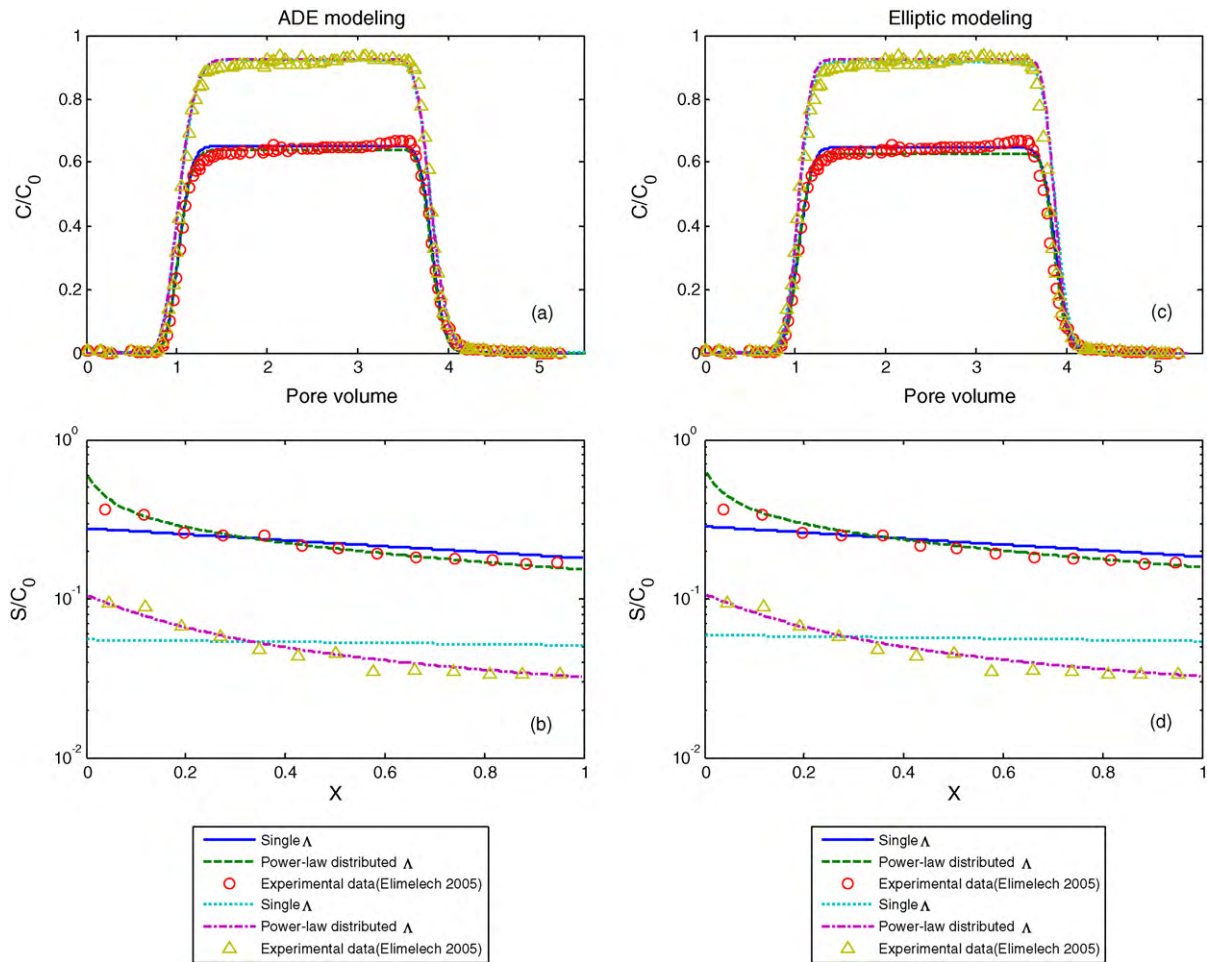 ADE modeling
1
0.8
0.6
0.4
0.2
0
C/C0
(a)
0 1 2 3 4 5
Pore volume
Elliptic modeling
1
0.8
0.6
0.4
0.2
0
C/C0
(c)
0 1 2 3 4 5
Pore volume
10^0
10^-1
10^-2
S/C0
(b)
0 0.2 0.4 0.6 0.8 1
X
10^0
10^-1
10^-2
S/C0
(d)
0 0.2 0.4 0.6 0.8 1
X
Single Λ
Power-law distributed Λ
Experimental data(Elimelech 2005)
Single Λ
Power-law distributed Λ
Experimental data(Elimelech 2005)
Single Λ
Power-law distributed Λ
Experimental data(Elimelech 2005)
Single Λ
Power-law distributed Λ
Experimental data(Elimelech 2005)